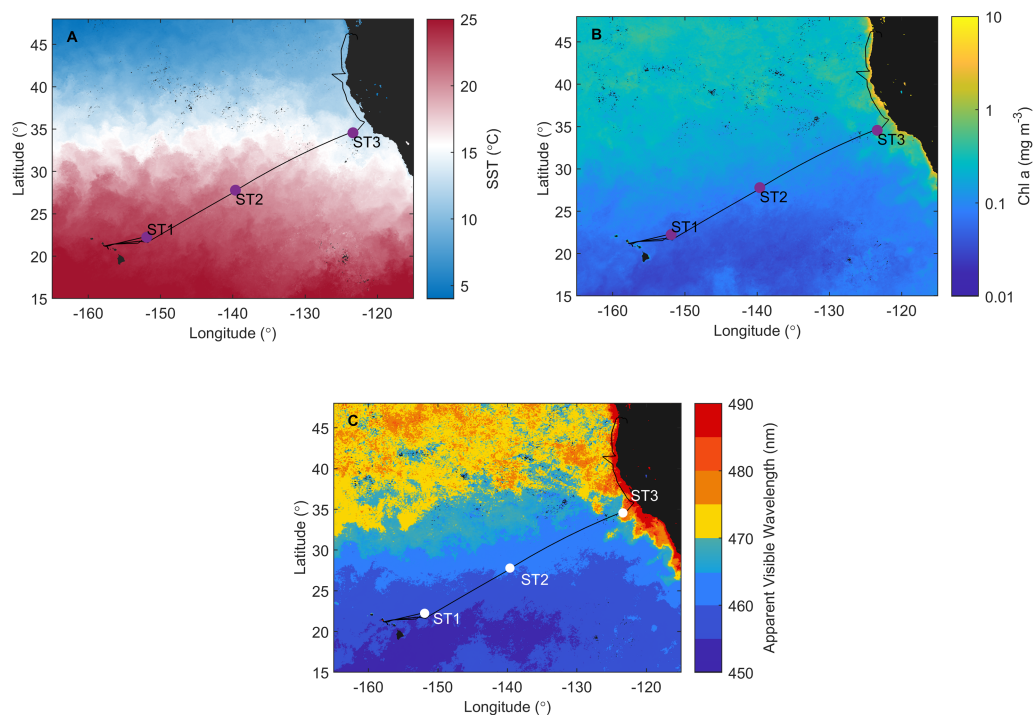 A
45
40
35
30
25
20
15
Latitude (°)
-160
-150
-140
-130
-120
Longitude (°)
ST1
ST2
ST3
25
20
15
10
5
SST (°C)
B
45
40
35
30
25
20
15
Latitude (°)
-160
-150
-140
-130
-120
Longitude (°)
ST1
ST2
ST3
10
1
0.1
0.01
Chl a (mg m-3)
C
45
40
35
30
25
20
15
Latitude (°)
-160
-150
-140
-130
-120
Longitude (°)
ST1
ST2
ST3
490
480
470
460
450
Apparent Visible Wavelength (nm)